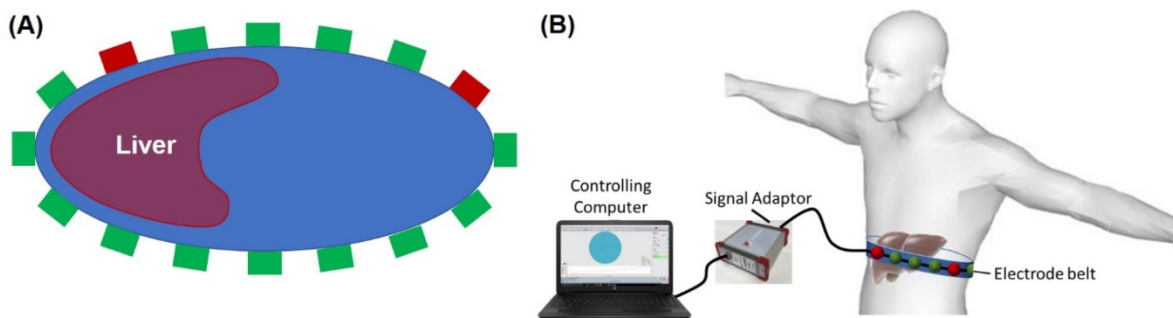 (A)
Liver
(B)
Controlling
Computer
Signal Adaptor
Electrode belt